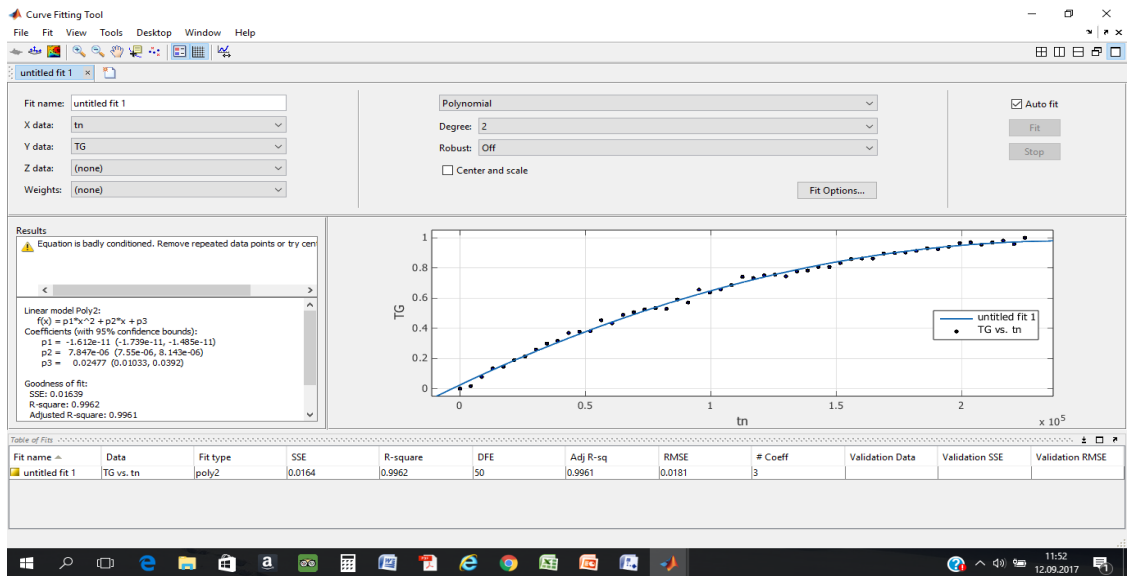 Curve Fitting Tool
File Fit View Tools Desktop Window Help
untitled fit 1
Fit name: untitled fit 1
X data: tn
Y data: TG
Z data: (none)
Weights: (none)
Polynomial
Degree: 2
Robust: Off
Center and scale
Fit Options...
Auto fit
Fit
Stop
Results
Equation is badly conditioned. Remove repeated data points or try cent
Linear model Poly2:
f(x) = p1*x^2 + p2*x + p3
Coefficients (with 95% confidence bounds):
p1 = -1.612e-11 (-1.739e-11, -1.485e-11)
p2 = 7.847e-06 (7.55e-06, 8.143e-06)
p3 = 0.02477 (0.01033, 0.0392)
Goodness of fit:
SSE: 0.01639
R-square: 0.9962
Adjusted R-square: 0.9961
1
0.8
0.6
0.4
0.2
0
TG
0 0.5 1 1.5 2
tn
x 10^5
untitled fit 1
TG vs. tn
Table of Fits
Fit name Data Fit type SSE R-square DFE Adj R-sq RMSE # Coeff Validation Data Validation SSE Validation RMSE
untitled fit 1 TG vs. tn poly2 0.0164 0.9962 50 0.9961 0.0181 3
11:52
12.09.2017